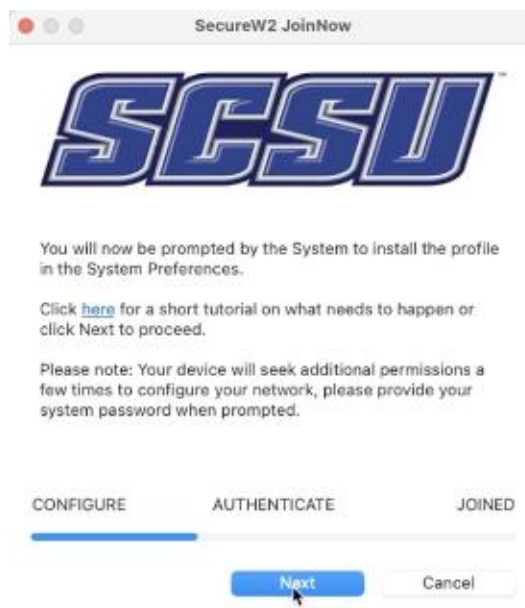 SecureW2 JoinNow
SCSU
You will now be prompted by the System to install the profile
in the System Preferences.
Click here for a short tutorial on what needs to happen or
click Next to proceed.
Please note: Your device will seek additional permissions a
few times to configure your network, please provide your
system password when prompted.
CONFIGURE AUTHENTICATE JOINED
Next Cancel